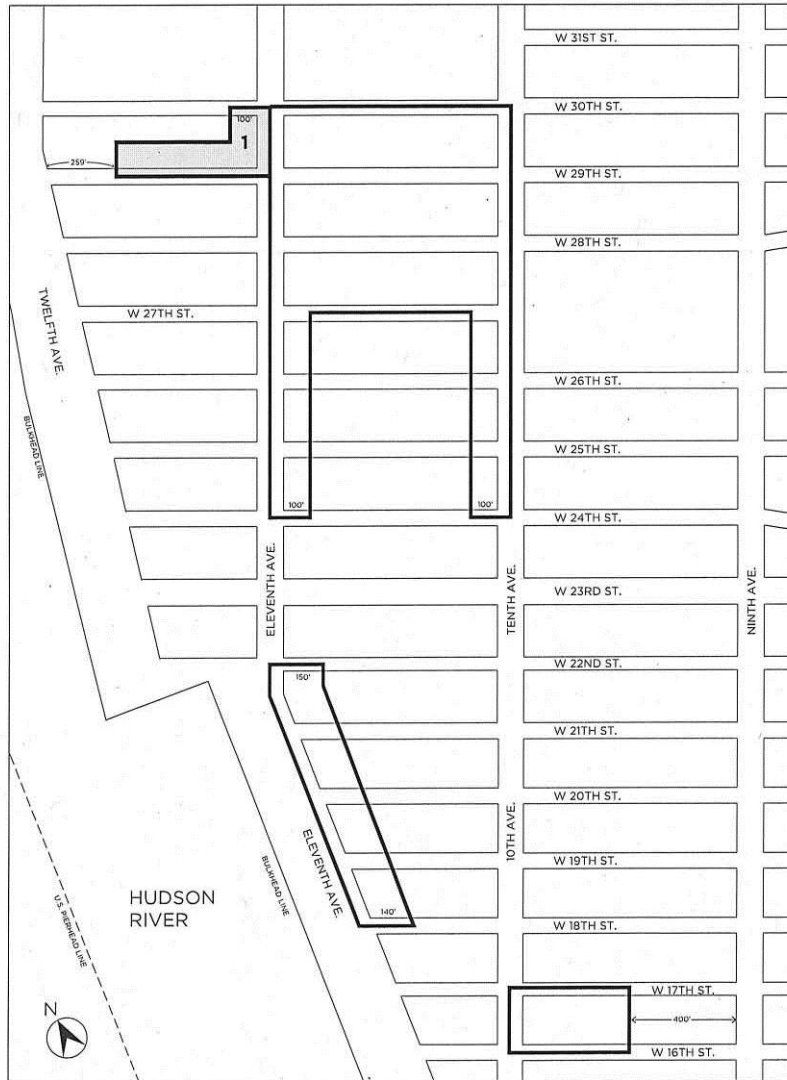 W 31ST ST.
W 30TH ST.
100'
1
259'
W 29TH ST.
W 28TH ST.
W 27TH ST.
TWELFTH AVE.
W 26TH ST.
BULKHEAD LINE
W 25TH ST.
100'
100'
W 24TH ST.
ELEVENTH AVE.
TENTH AVE.
NINTH AVE.
W 23RD ST.
W 22ND ST.
150'
W 21ST ST.
W 20TH ST.
10TH AVE.
ELEVENTH AVE.
BULKHEAD LINE
W 19TH ST.
HUDSON
RIVER
U.S. PIERHEAD LINE
140'
W 18TH ST.
W 17TH ST.
400'
N
W 16TH ST.